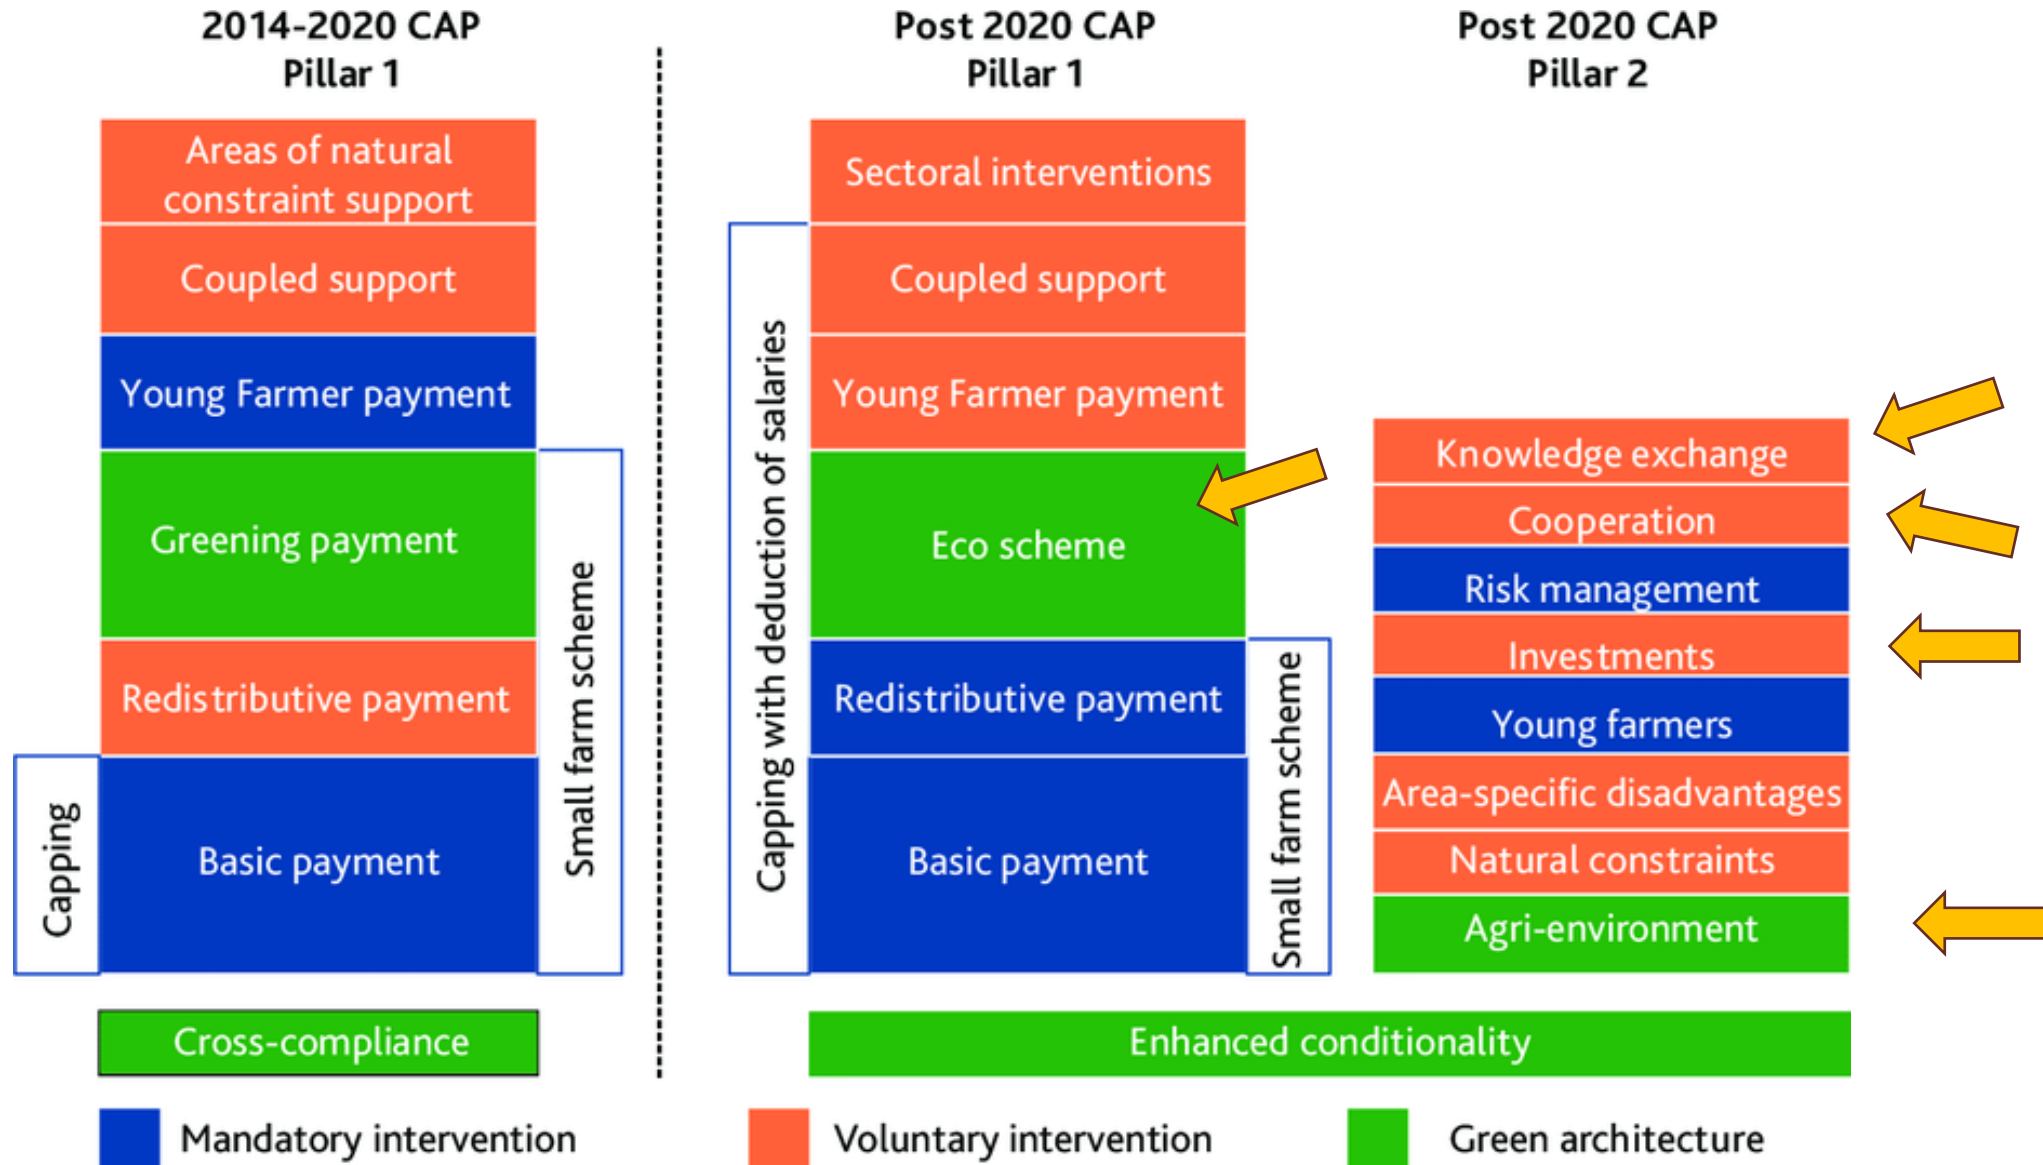 2014-2020 CAP
Pillar 1
Areas of natural
constraint support
Coupled support
Young Farmer payment
Greening payment
Redistributive payment
Basic payment
Capping
Small farm scheme
Cross-compliance
Post 2020 CAP
Pillar 1
Sectoral interventions
Coupled support
Young Farmer payment
Eco scheme
Redistributive payment
Basic payment
Capping with deduction of salaries
Small farm scheme
Post 2020 CAP
Pillar 2
Knowledge exchange
Cooperation
Risk management
Investments
Young farmers
Area-specific disadvantages
Natural constraints
Agri-environment
Enhanced conditionality
Mandatory intervention
Voluntary intervention
Green architecture